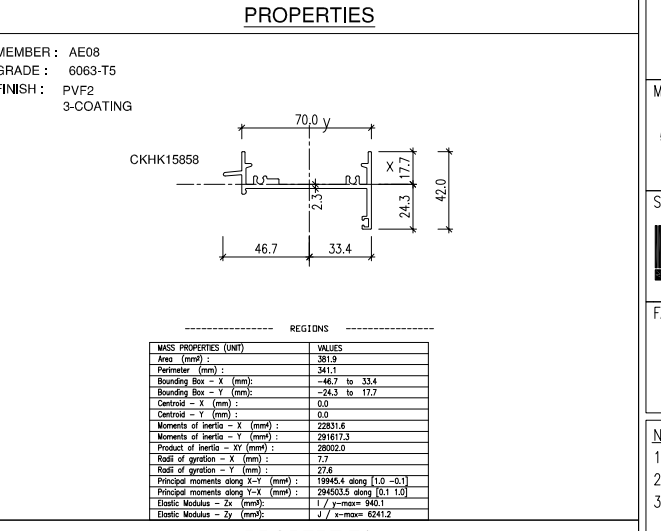 PROPERTIES
MEMBER : AE08
GRADE : 6063-T5
FINISH : PVF2
3-COATING
70.0 y
CKHK15858
X 17.7
42.0
2.3
24.3
46.7 33.4
---------------- REGIONS ----------------
MASS PROPERTIES (UNIT) VALUES
Area (mm²) : 381.9
Perimeter (mm) : 341.1
Bounding Box - X (mm): -46.7 to 33.4
Bounding Box - Y (mm): -24.3 to 17.7
Centroid - X (mm) : 0.0
Centroid - Y (mm) : 0.0
Moments of inertia - X (mm⁴) : 22831.6
Moments of inertia - Y (mm⁴) : 291617.3
Product of inertia - XY (mm⁴) : 28002.0
Radii of gyration - X (mm) : 7.7
Radii of gyration - Y (mm) : 27.6
Principal moments along X-Y (mm⁴) : 19945.4 along [1.0 -0.1]
Principal moments along Y-X (mm⁴) : 294503.5 along [0.1 1.0]
Elastic Modulus - Zx (mm³): I / y-max= 940.1
Elastic Modulus - Zy (mm³): J / x-max= 6241.2
M
S
F
N
1
2
3